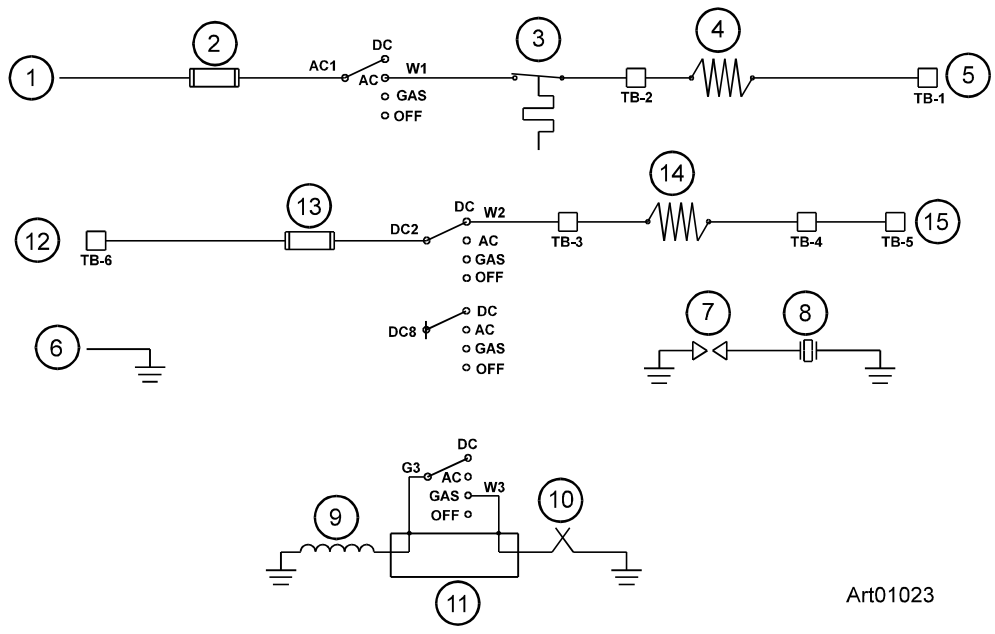 1
2
AC1
DC
AC
GAS
OFF
W1
3
TB-2
4
TB-1
5
12
TB-6
13
DC2
DC
AC
GAS
OFF
W2
TB-3
14
TB-4
TB-5
15
6
DC8
DC
AC
GAS
OFF
7
8
9
G3
DC
AC
GAS
OFF
W3
10
11
Art01023